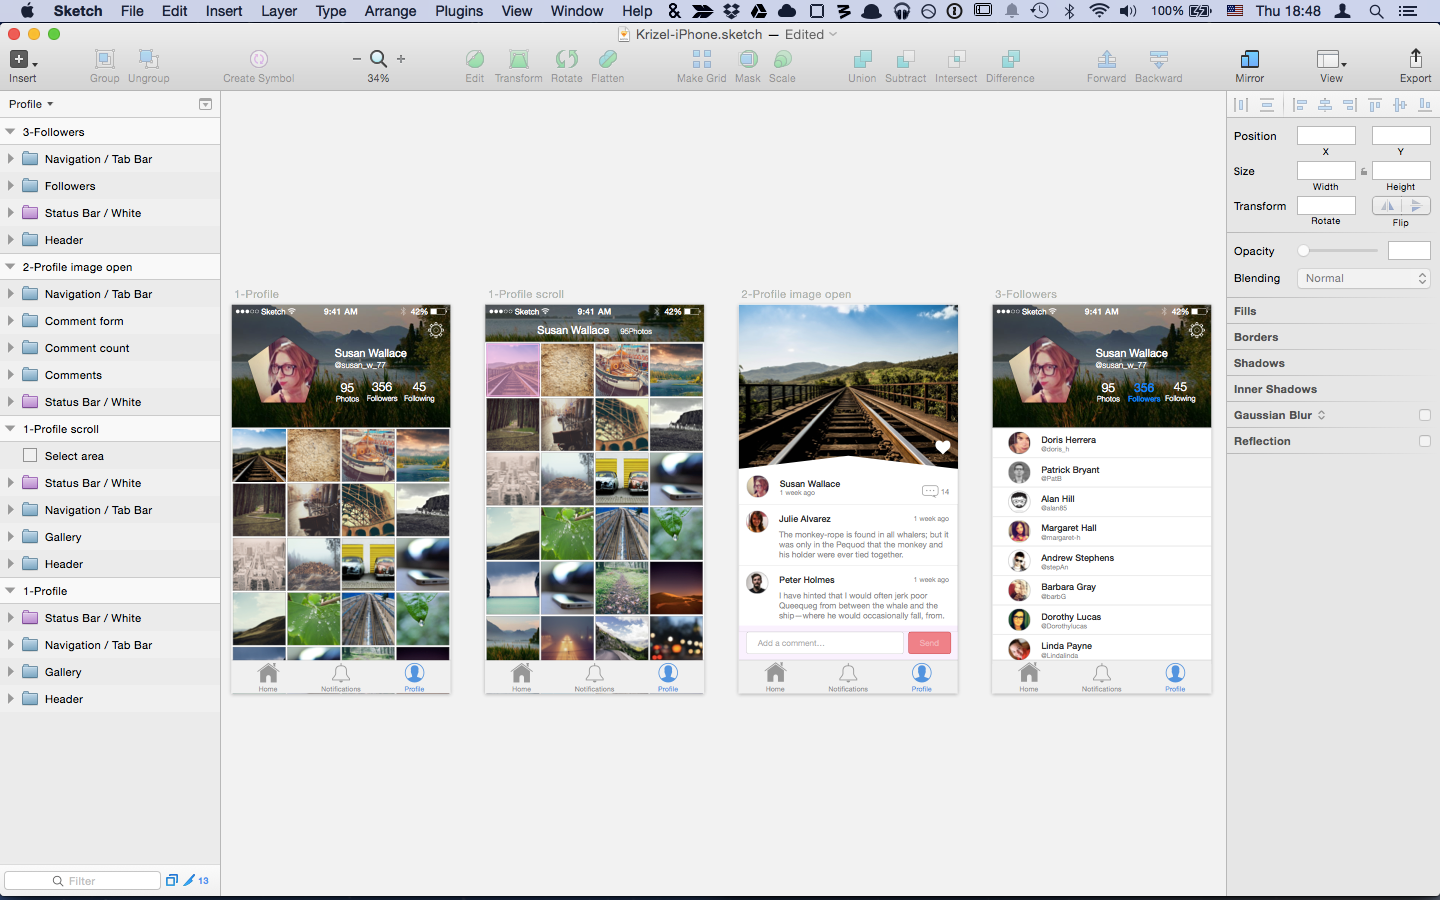 Sketch File Edit Insert Layer Type Arrange Plugins View Window Help 100% Thu 18:48
Krizel-iPhone.sketch — Edited
Insert Group Ungroup Create Symbol 34% Edit Transform Rotate Flatten Make Grid Mask Scale Union Subtract Intersect Difference Forward Backward Mirror View Export
Profile
3-Followers
Navigation / Tab Bar
Followers
Status Bar / White
Header
2-Profile image open
Navigation / Tab Bar
Comment form
Comment count
Comments
Status Bar / White
1-Profile scroll
Select area
Status Bar / White
Navigation / Tab Bar
Gallery
Header
1-Profile
Status Bar / White
Navigation / Tab Bar
Gallery
Header
Filter 13
1-Profile
Sketch 9:41 AM 42%
Susan Wallace
@susan_w_77
95 356 45
Photos Followers Following
Home Notifications Profile
1-Profile scroll
Sketch 9:41 AM 42%
Susan Wallace 95Photos
Home Notifications Profile
2-Profile image open
Susan Wallace
1 week ago
14
Julie Alvarez 1 week ago
The monkey-rope is found in all whalers; but it
was only in the Pequod that the monkey and
his holder were ever tied together.
Peter Holmes 1 week ago
I have hinted that I would often jerk poor
Queequeg from between the whale and the
ship—where he would occasionally fall, from.
Add a comment... Send
Home Notifications Profile
3-Followers
Sketch 9:41 AM 42%
Susan Wallace
@susan_w_77
95 356 45
Photos Followers Following
Doris Herrera
@doris_h
Patrick Bryant
@PatB
Alan Hill
@alan85
Margaret Hall
@margaret-h
Andrew Stephens
@stepAn
Barbara Gray
@barbG
Dorothy Lucas
@Dorothylucas
Linda Payne
@Lindalinda
Home Notifications Profile
Position
X Y
Size
Width Height
Transform
Rotate Flip
Opacity
Blending Normal
Fills
Borders
Shadows
Inner Shadows
Gaussian Blur
Reflection